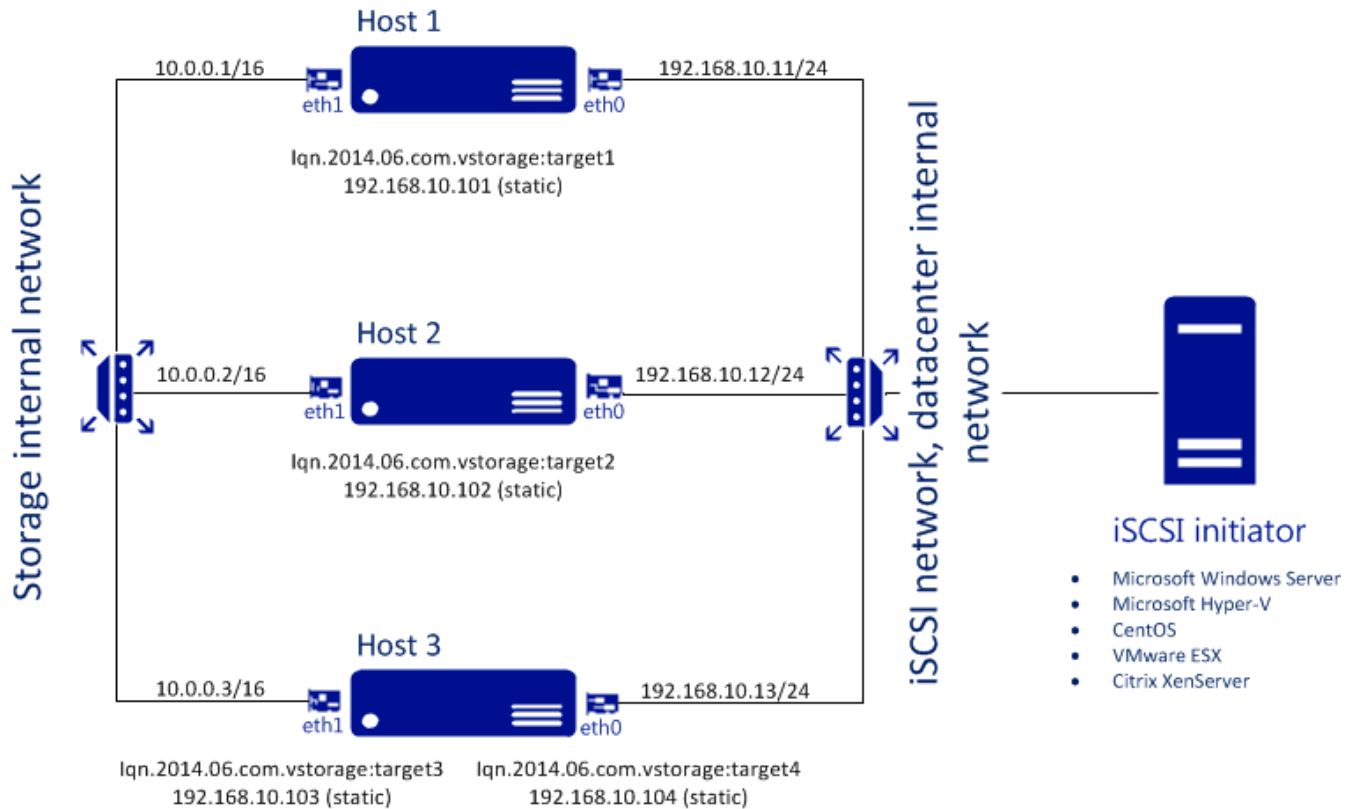 Host 1
10.0.0.1/16
192.168.10.11/24
eth1
eth0
Iqn.2014.06.com.vstorage:target1
192.168.10.101 (static)
Storage internal network
Host 2
10.0.0.2/16
192.168.10.12/24
eth1
eth0
Iqn.2014.06.com.vstorage:target2
192.168.10.102 (static)
iSCSI network, datacenter internal
network
Host 3
10.0.0.3/16
192.168.10.13/24
eth1
eth0
Iqn.2014.06.com.vstorage:target3
192.168.10.103 (static)
Iqn.2014.06.com.vstorage:target4
192.168.10.104 (static)
iSCSI initiator
• Microsoft Windows Server
• Microsoft Hyper-V
• CentOS
• VMware ESX
• Citrix XenServer